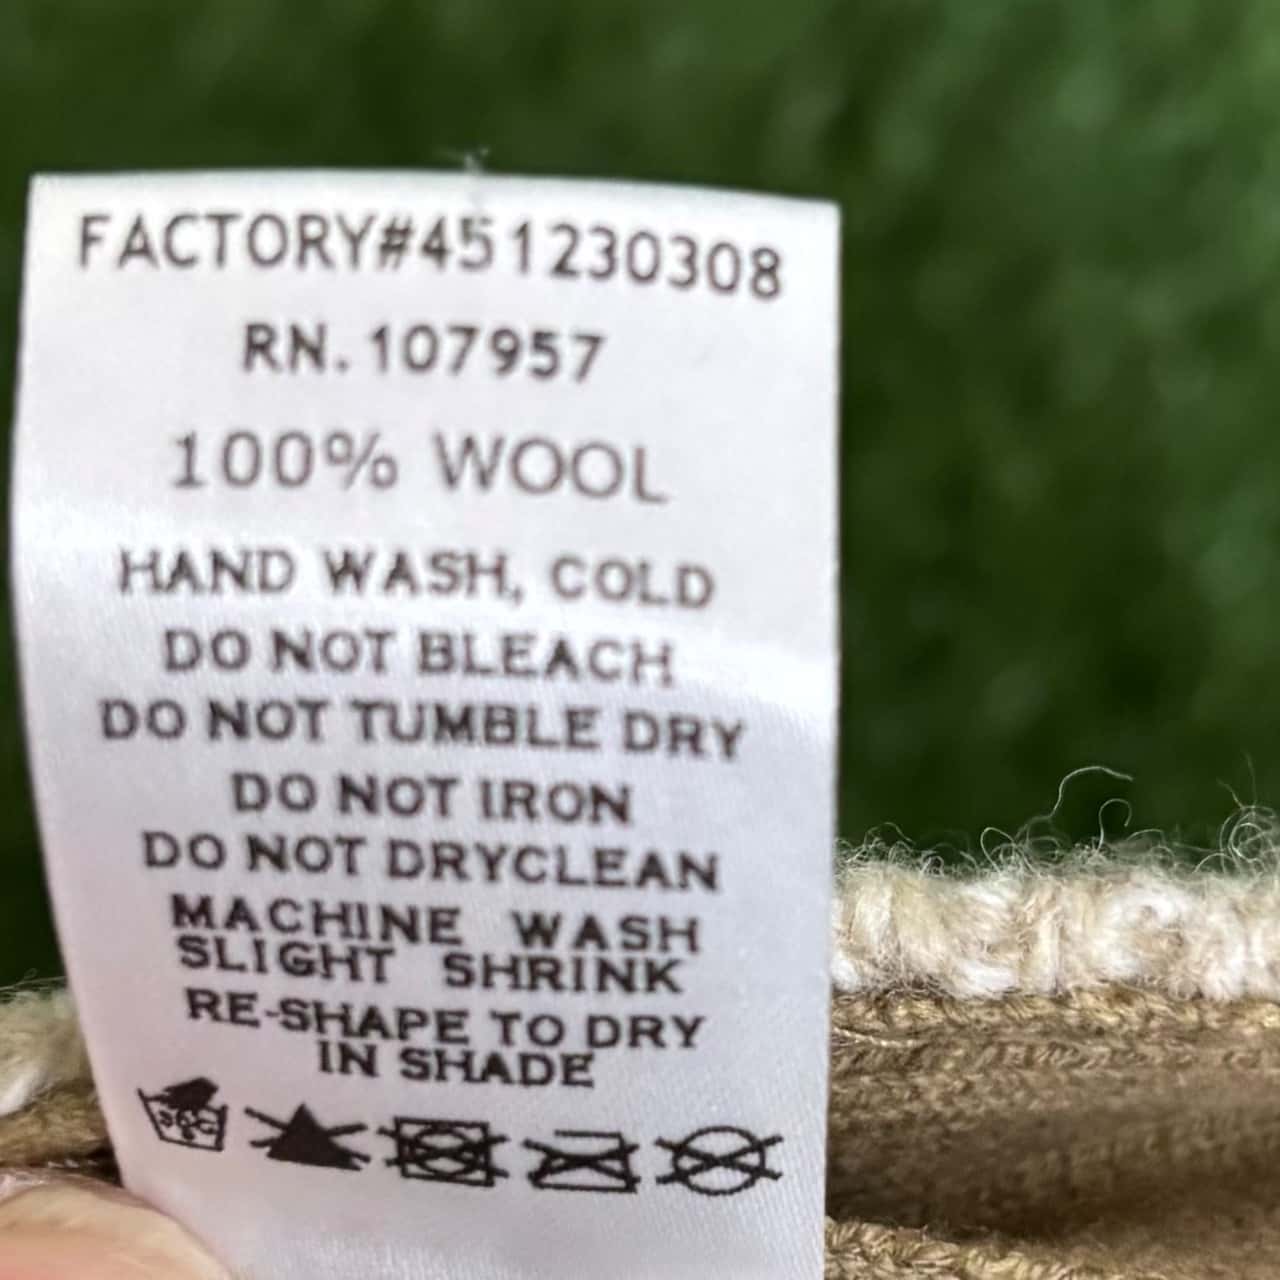 FACTORY#451230308
RN. 107957
100% WOOL
HAND WASH, COLD
DO NOT BLEACH
DO NOT TUMBLE DRY
DO NOT IRON
DO NOT DRYCLEAN
MACHINE WASH
SLIGHT SHRINK
RE-SHAPE TO DRY
IN SHADE
30C